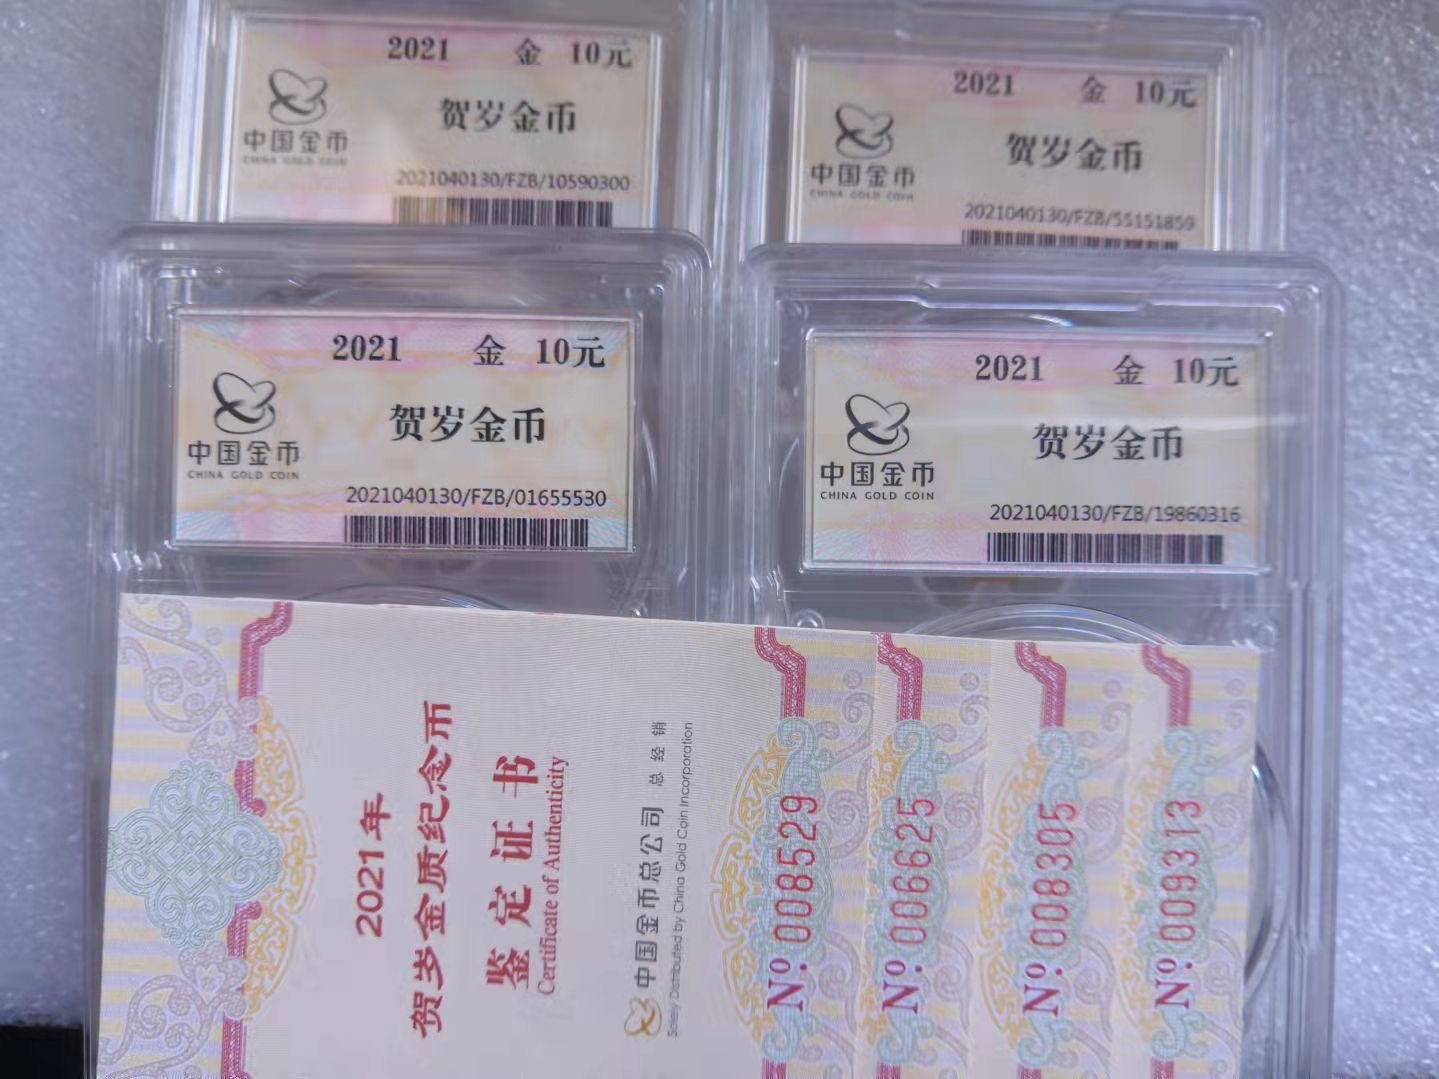 2021 金 10元
中国金币
CHINA GOLD COIN
贺岁金币
2021040130/FZB/10590300
2021 金 10元
中国金币
CHINA GOLD COIN
贺岁金币
2021040130/FZB/55151859
2021 金 10元
中国金币
CHINA GOLD COIN
贺岁金币
2021040130/FZB/01655530
2021 金 10元
中国金币
CHINA GOLD COIN
贺岁金币
2021040130/FZB/19860316
2021年
贺岁金质纪念币
鉴定证书
Certificate of Authenticity
中国金币总公司 总经销
Solely Distributed by China Gold Coin Incorporation
Nº.008529
Nº.006625
Nº.008305
Nº.009313